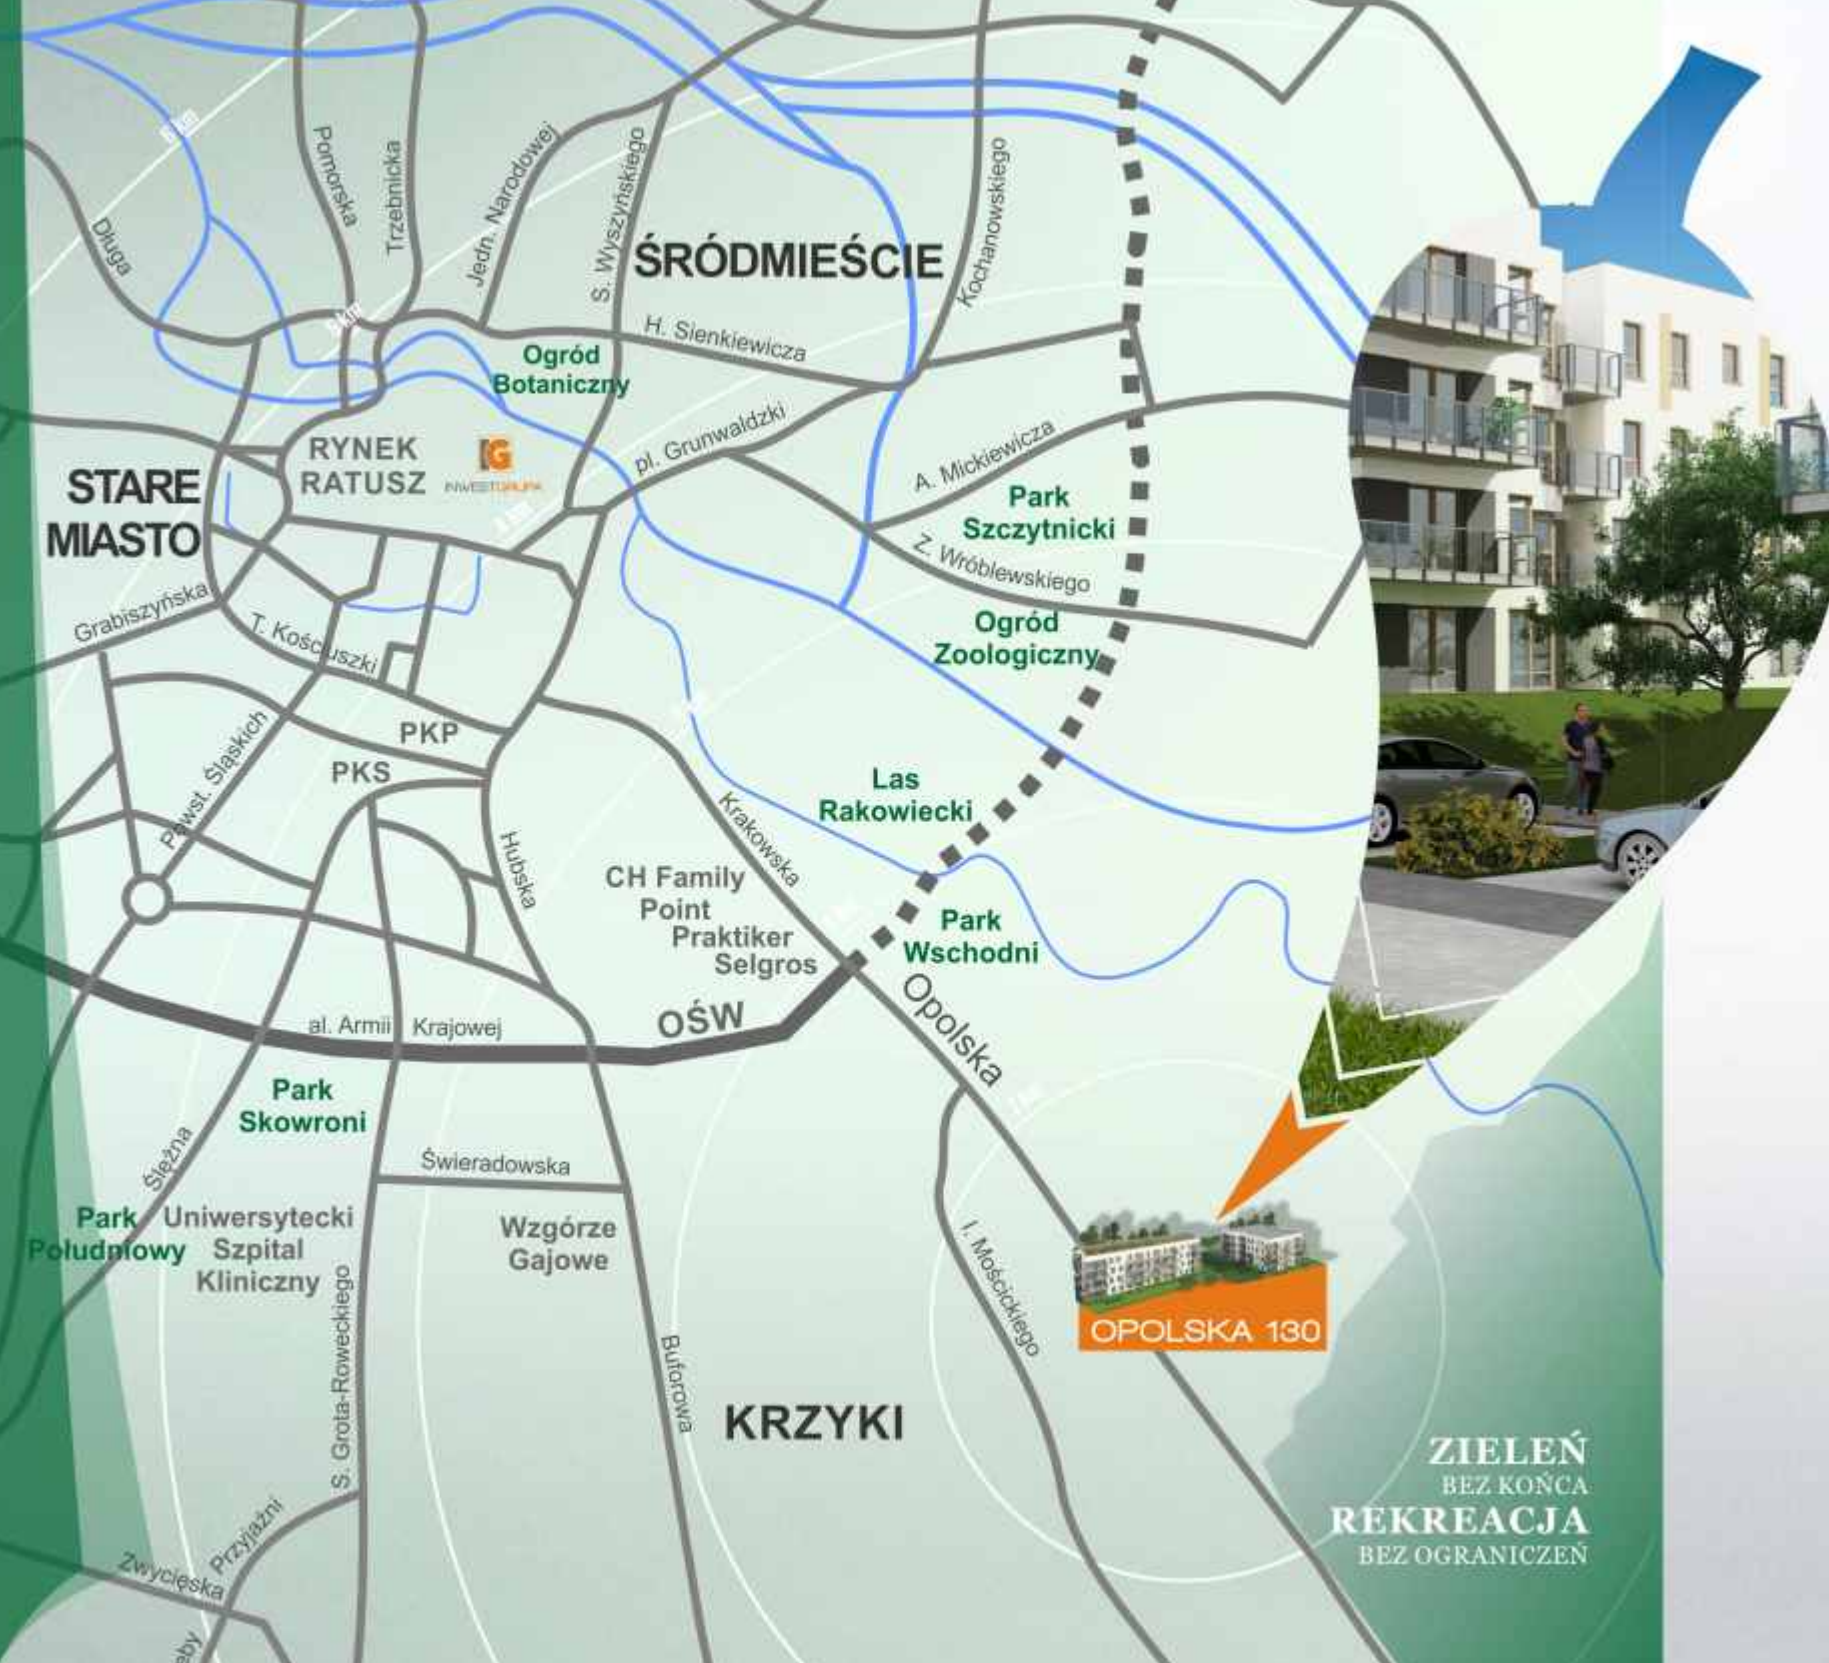 Pomorska
Trzebnicka
Jedn. Narodowej
S. Wyszyńskiego
Kochanowskiego
Długa
ŚRÓDMIEŚCIE
H. Sienkiewicza
Ogród
Botaniczny
pl. Grunwaldzki
RYNEK
RATUSZ
IG
INWESTGRUPA
STARE
MIASTO
A. Mickiewicza
Park
Szczytnicki
Z. Wróblewskiego
Ogród
Zoologiczny
Grabiszyńska
T. Kościuszki
PKP
PKS
Powst. Śląskich
Las
Rakowiecki
Krakowska
Hubska
CH Family
Point
Praktiker
Selgros
Park
Wschodni
OŚW
Opolska
al. Armii Krajowej
Park
Skowroni
Ślężna
Świeradowska
Park
Południowy
Uniwersytecki
Szpital
Kliniczny
Wzgórze
Gajowe
I. Mościckiego
OPOLSKA 130
S. Grota-Roweckiego
Buforowa
KRZYKI
ZIELEŃ
BEZ KOŃCA
REKREACJA
BEZ OGRANICZEŃ
Przyjaźni
Zwycięska